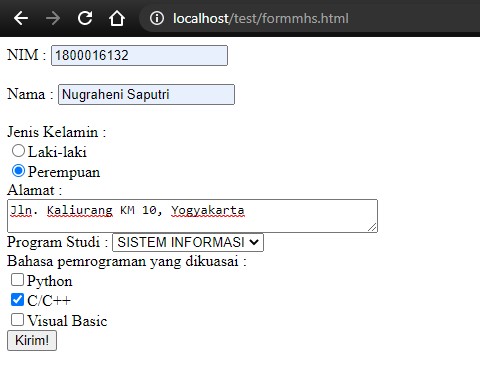 localhost/test/formmhs.html
NIM : 1800016132
Nama : Nugraheni Saputri
Jenis Kelamin :
Laki-laki
Perempuan
Alamat :
Jln. Kaliurang KM 10, Yogyakarta
Program Studi : SISTEM INFORMASI
Bahasa pemrograman yang dikuasai :
Python
C/C++
Visual Basic
Kirim!